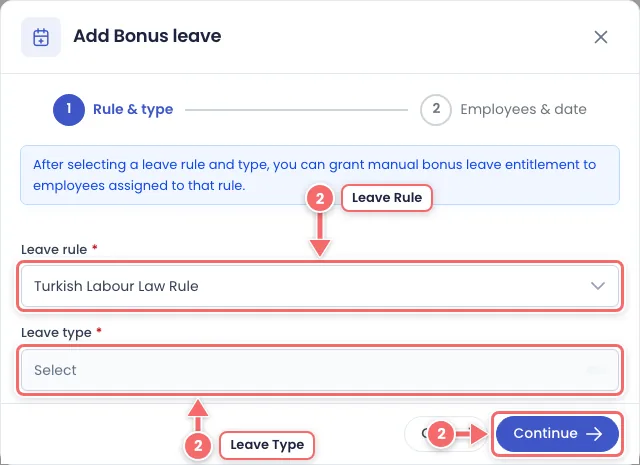 Add Bonus leave
1 Rule & type 2 Employees & date
After selecting a leave rule and type, you can grant manual bonus leave entitlement to
employees assigned to that rule.
2 Leave Rule
Leave rule *
Turkish Labour Law Rule
Leave type *
Select
2 Leave Type
2 Continue